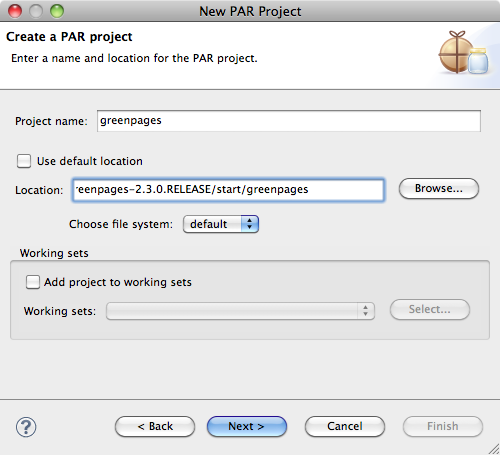 New PAR Project
Create a PAR project
Enter a name and location for the PAR project.
Project name: greenpages
Use default location
Location: reenpages-2.3.0.RELEASE/start/greenpages Browse...
Choose file system: default
Working sets
Add project to working sets
Working sets: Select...
? < Back Next > Cancel Finish